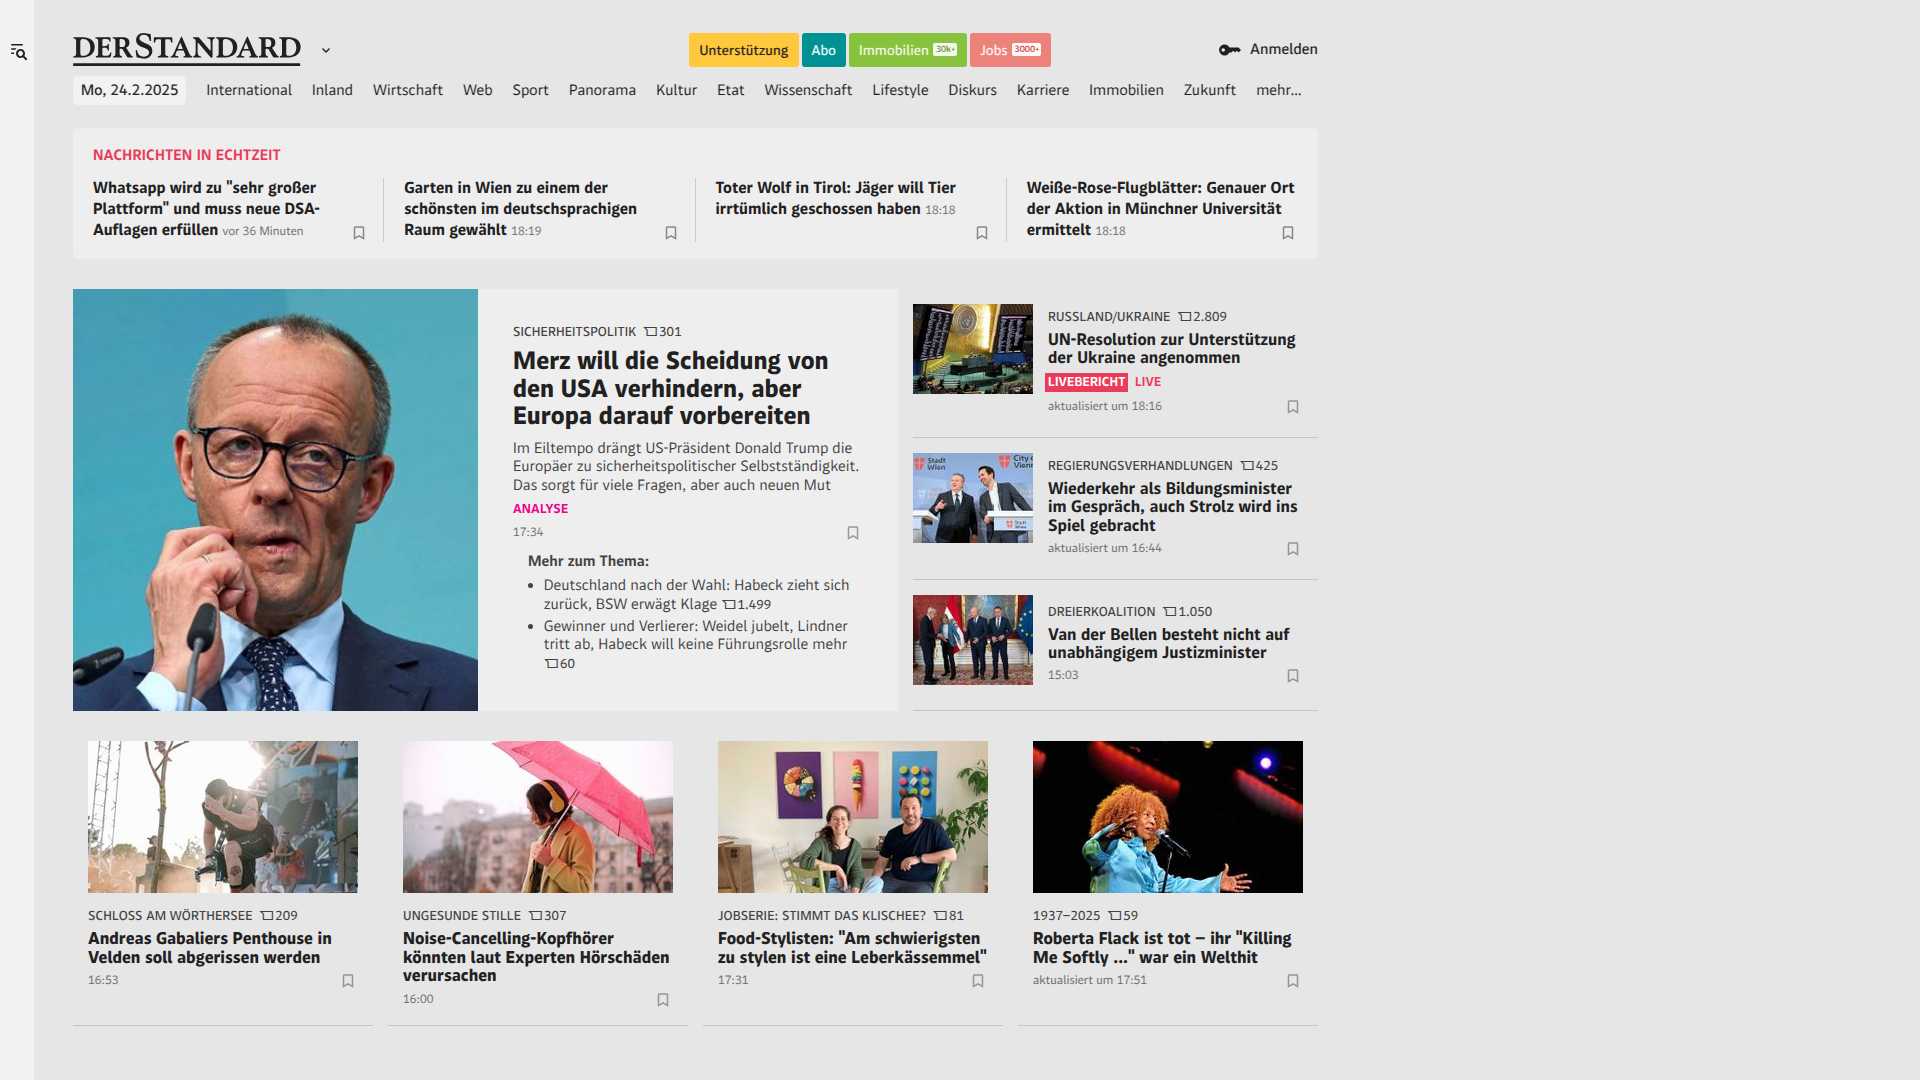 DERSTANDARD
Unterstützung
Abo
Immobilien 30k+
Jobs 3000+
Anmelden
Mo, 24.2.2025
International
Inland
Wirtschaft
Web
Sport
Panorama
Kultur
Etat
Wissenschaft
Lifestyle
Diskurs
Karriere
Immobilien
Zukunft
mehr...
NACHRICHTEN IN ECHTZEIT
Whatsapp wird zu "sehr großer
Plattform" und muss neue DSA-
Auflagen erfüllen vor 36 Minuten
Garten in Wien zu einem der
schönsten im deutschsprachigen
Raum gewählt 18:19
Toter Wolf in Tirol: Jäger will Tier
irrtümlich geschossen haben 18:18
Weiße-Rose-Flugblätter: Genauer Ort
der Aktion in Münchner Universität
ermittelt 18:18
SICHERHEITSPOLITIK 301
Merz will die Scheidung von
den USA verhindern, aber
Europa darauf vorbereiten
Im Eiltempo drängt US-Präsident Donald Trump die
Europäer zu sicherheitspolitischer Selbstständigkeit.
Das sorgt für viele Fragen, aber auch neuen Mut
ANALYSE
17:34
Mehr zum Thema:
• Deutschland nach der Wahl: Habeck zieht sich
zurück, BSW erwägt Klage 1.499
• Gewinner und Verlierer: Weidel jubelt, Lindner
tritt ab, Habeck will keine Führungsrolle mehr
60
RUSSLAND/UKRAINE 2.809
UN-Resolution zur Unterstützung
der Ukraine angenommen
LIVEBERICHT LIVE
aktualisiert um 18:16
Stadt
Wien
City of
Vienna
Stadt
Wien
REGIERUNGSVERHANDLUNGEN 425
Wiederkehr als Bildungsminister
im Gespräch, auch Strolz wird ins
Spiel gebracht
aktualisiert um 16:44
DREIERKOALITION 1.050
Van der Bellen besteht nicht auf
unabhängigem Justizminister
15:03
SCHLOSS AM WÖRTHERSEE 209
Andreas Gabaliers Penthouse in
Velden soll abgerissen werden
16:53
UNGESUNDE STILLE 307
Noise-Cancelling-Kopfhörer
könnten laut Experten Hörschäden
verursachen
16:00
JOBSERIE: STIMMT DAS KLISCHEE? 81
Food-Stylisten: "Am schwierigsten
zu stylen ist eine Leberkässemmel"
17:31
1937–2025 59
Roberta Flack ist tot – ihr "Killing
Me Softly ..." war ein Welthit
aktualisiert um 17:51